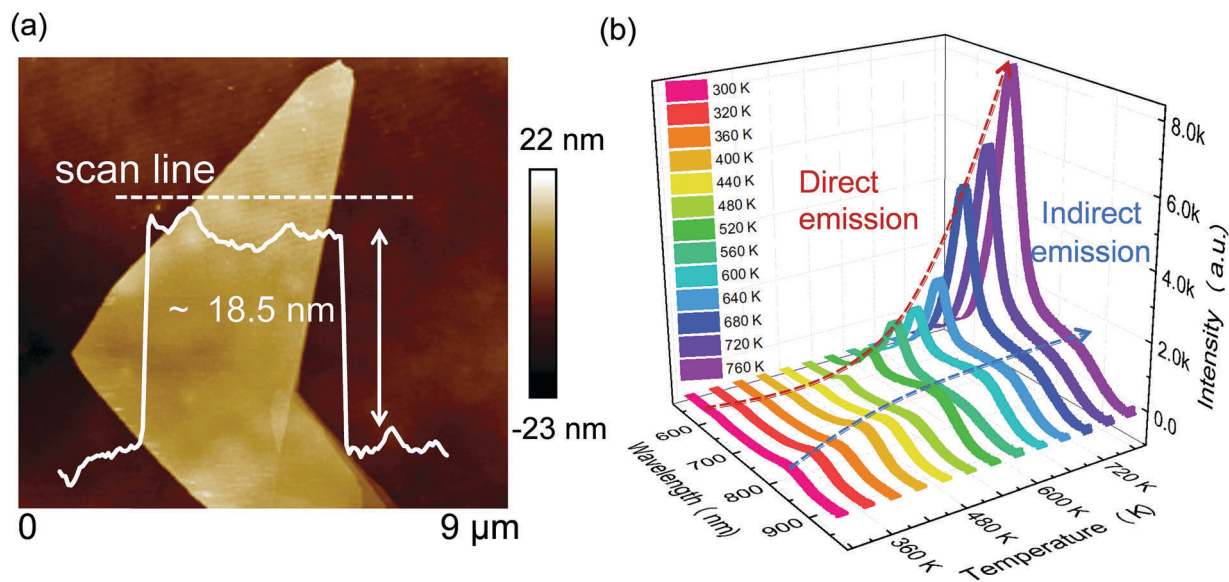 (a)
scan line
~ 18.5 nm
22 nm
-23 nm
0
9 µm
(b)
300 K
320 K
360 K
400 K
440 K
480 K
520 K
560 K
600 K
640 K
680 K
720 K
760 K
Direct
emission
Indirect
emission
8.0k
6.0k
4.0k
2.0k
0.0
Intensity (a.u.)
600
700
800
900
Wavelength (nm)
360 K
480 K
600 K
720 K
Temperature (K)